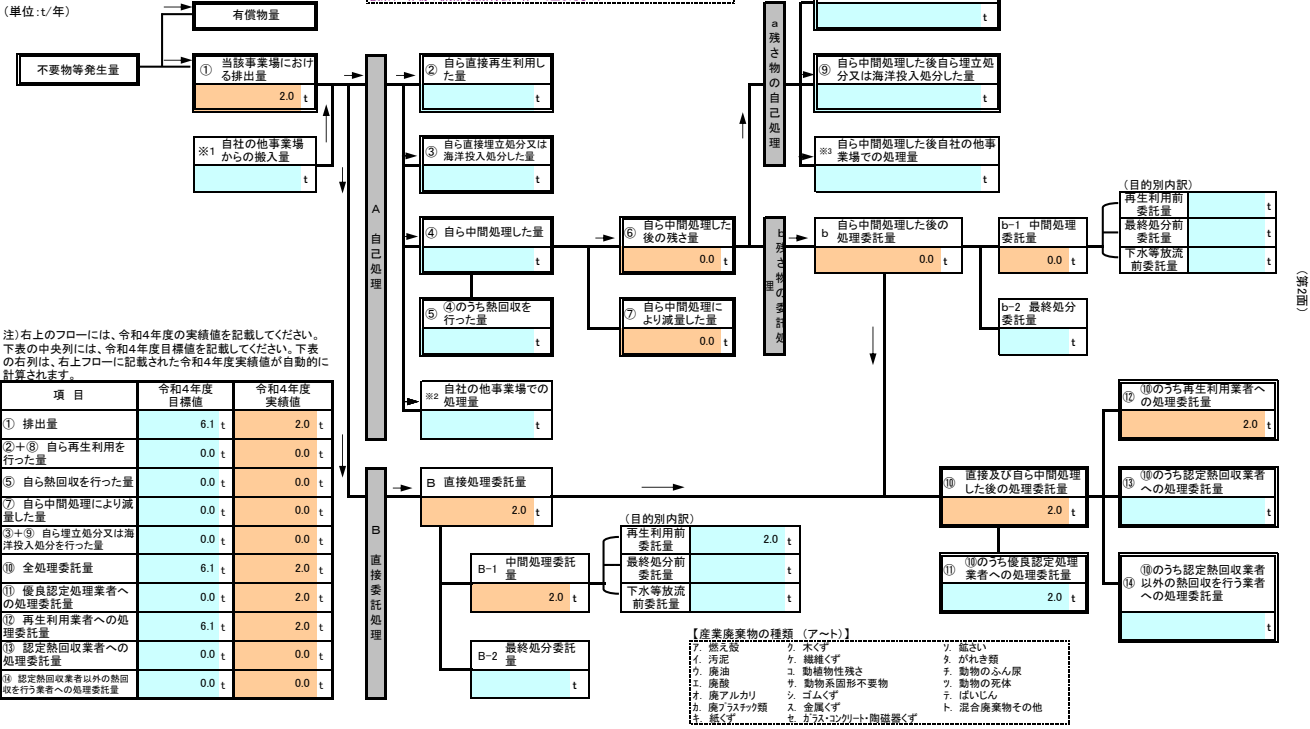 (単位:t/年)
有償物量
不要物等発生量
① 当該事業場におけ
る排出量
2.0 t
※1 自社の他事業場
からの搬入量
t
A 自己処理
② 自ら直接再生利用し
た量
t
③ 自ら直接埋立処分又は
海洋投入処分した量
t
④ 自ら中間処理した量
t
⑤ ④のうち熱回収を
行った量
t
※2 自社の他事業場での
処理量
t
⑥ 自ら中間処理した
後の残さ量
0.0 t
⑦ 自ら中間処理に
より減量した量
0.0 t
a 残さ物の自己処理
t
⑨ 自ら中間処理した後自ら埋立処
分又は海洋投入処分した量
t
※3 自ら中間処理した後自社の他事
業場での処理量
t
b 残さ物の委託処理
b 自ら中間処理した後の
処理委託量
0.0 t
b-1 中間処理
委託量
0.0 t
b-2 最終処分
委託量
t
(目的別内訳)
再生利用前
委託量 t
最終処分前
委託量 t
下水等放流
前委託量 t
(第2面)
注)右上のフローには、令和4年度の実績値を記載してください。
下表の中央列には、令和4年度目標値を記載してください。下表
の右列は、右上フローに記載された令和4年度実績値が自動的に
計算されます。
項 目 令和4年度
目標値 令和4年度
実績値
① 排出量 6.1 t 2.0 t
②+⑧ 自ら再生利用を
行った量 0.0 t 0.0 t
⑤ 自ら熱回収を行った量 0.0 t 0.0 t
⑦ 自ら中間処理により減
量した量 0.0 t 0.0 t
③+⑨ 自ら埋立処分又は海
洋投入処分を行った量 0.0 t 0.0 t
⑩ 全処理委託量 6.1 t 2.0 t
⑪ 優良認定処理業者へ
の処理委託量 0.0 t 2.0 t
⑫ 再生利用業者への処
理委託量 6.1 t 2.0 t
⑬ 認定熱回収業者への
処理委託量 0.0 t 0.0 t
⑭ 認定熱回収業者以外の熱回
収を行う業者への処理委託量 0.0 t 0.0 t
B 直接委託処理
B 直接処理委託量
2.0 t
B-1 中間処理委託
量
2.0 t
B-2 最終処分委託
量
t
(目的別内訳)
再生利用前
委託量 2.0 t
最終処分前
委託量 t
下水等放流
前委託量 t
⑩ 直接及び自ら中間処理
した後の処理委託量
2.0 t
⑪ ⑩のうち優良認定処理
業者への処理委託量
2.0 t
⑫ ⑩のうち再生利用業者へ
の処理委託量
2.0 t
⑬ ⑩のうち認定熱回収業者
への処理委託量
t
⑭ ⑩のうち認定熱回収業者
以外の熱回収を行う業者
への処理委託量
t
【産業廃棄物の種類 (ア~ト)】
ア. 燃え殻 ク. 木くず ソ. 鉱さい
イ. 汚泥 ケ. 繊維くず タ. がれき類
ウ. 廃油 コ. 動植物性残さ チ. 動物のふん尿
エ. 廃酸 サ. 動物系固形不要物 ツ. 動物の死体
オ. 廃アルカリ シ. ゴムくず テ. ばいじん
カ. 廃プラスチック類 ス. 金属くず ト. 混合廃棄物その他
キ. 紙くず セ. ガラス・コンクリート・陶磁器くず